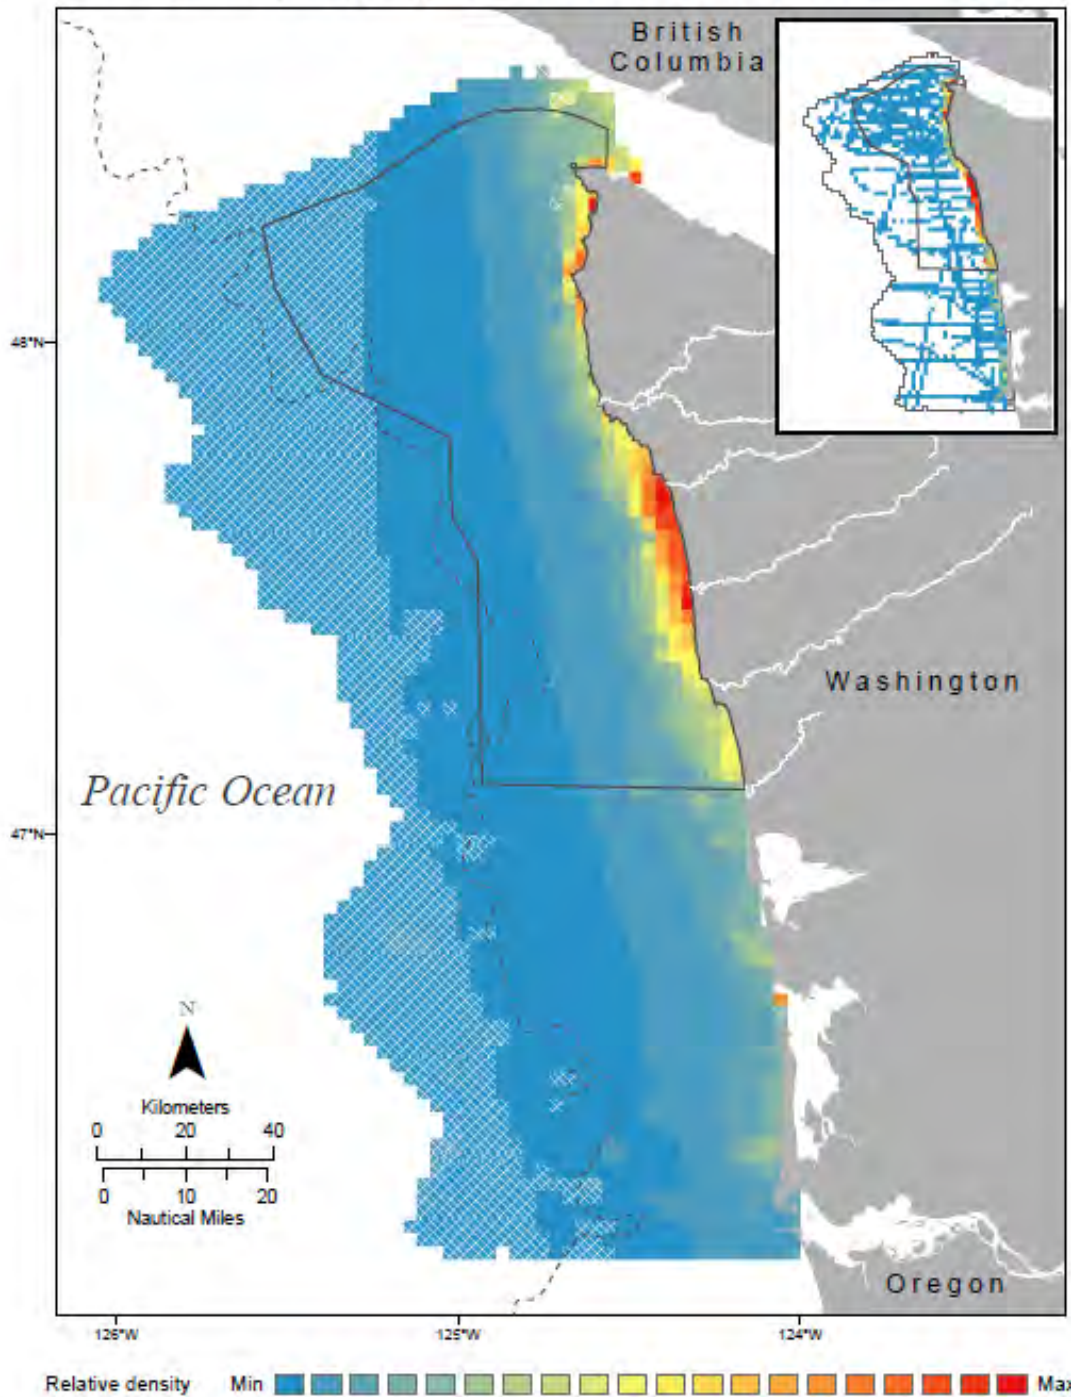 British
Columbia
48°N
Washington
Pacific Ocean
47°N
N
Kilometers
0 20 40
0 10 20
Nautical Miles
Oregon
126°W 125°W 124°W
Relative density Min Max